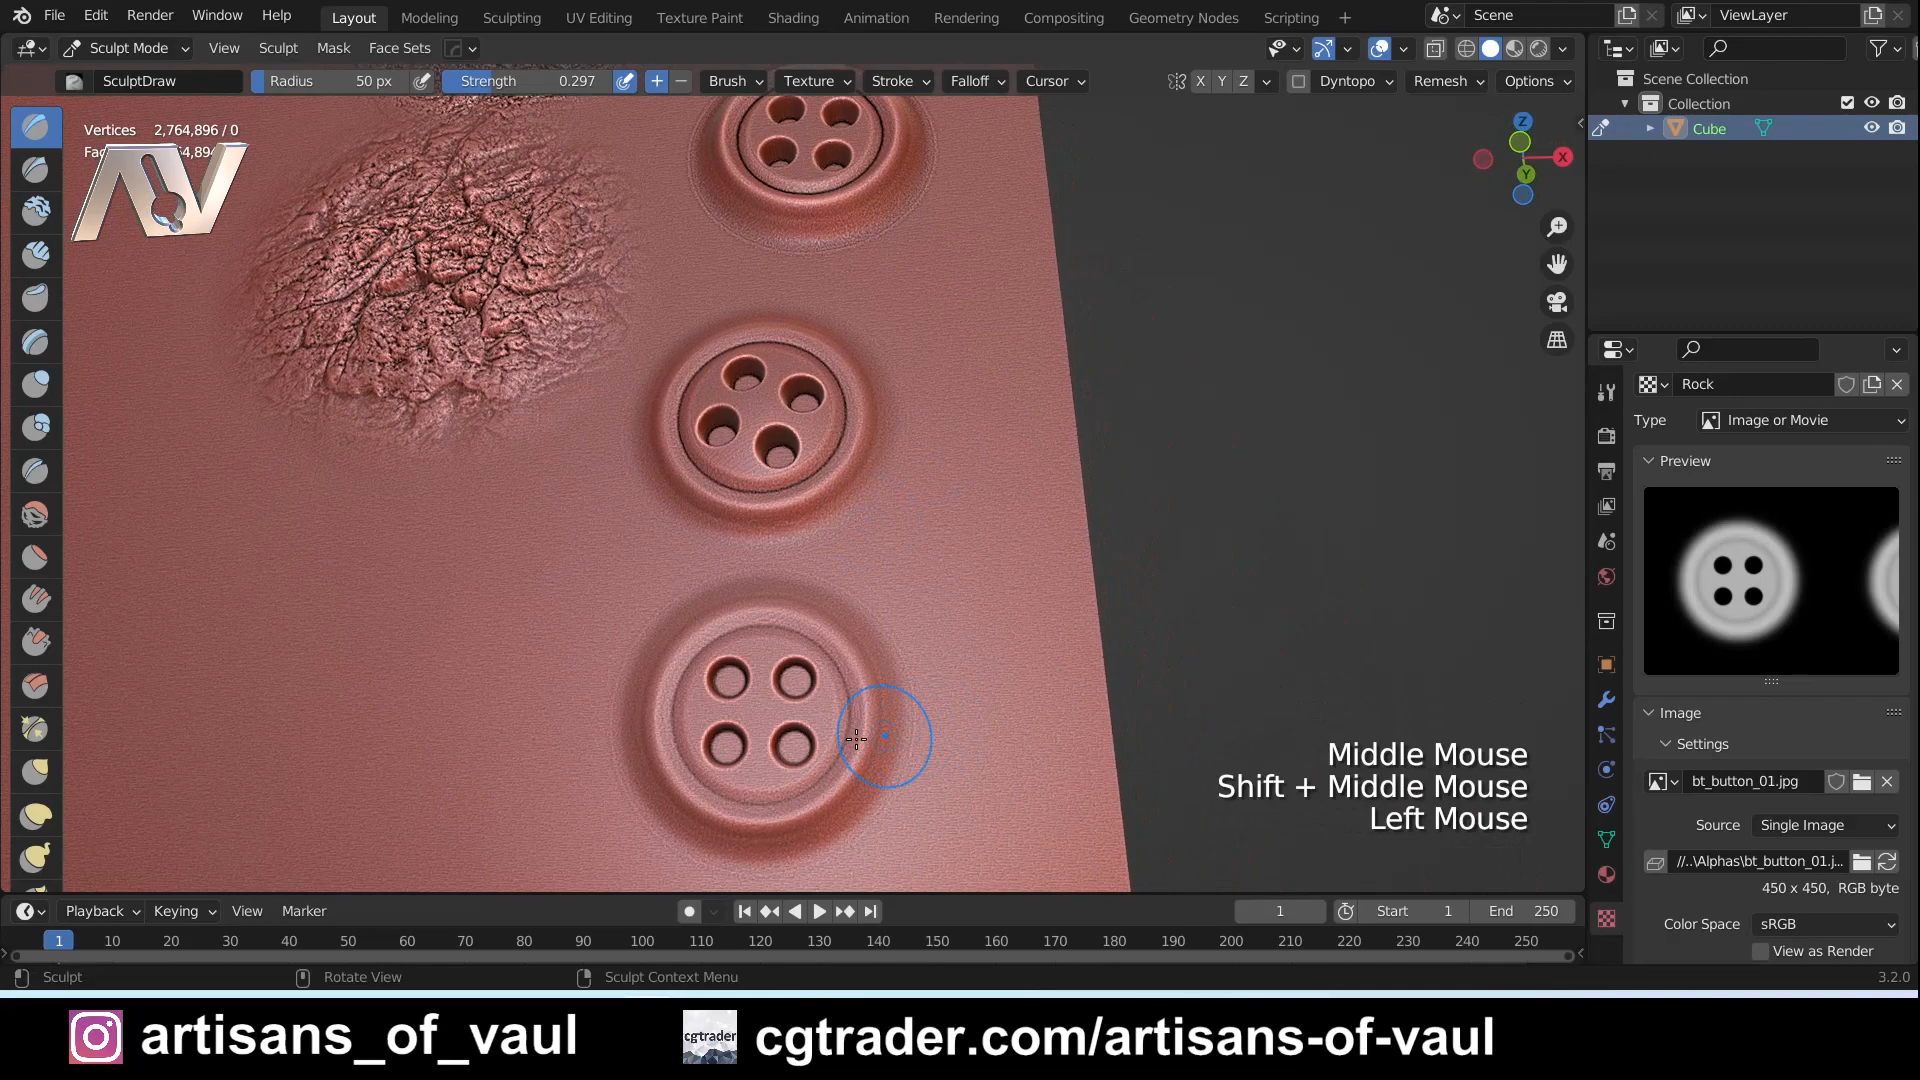 File Edit Render Window Help Layout Modeling Sculpting UV Editing Texture Paint Shading Animation Rendering Compositing Geometry Nodes Scripting + Scene ViewLayer
Sculpt Mode View Sculpt Mask Face Sets
SculptDraw Radius 50 px Strength 0.297 + − Brush Texture Stroke Falloff Cursor X Y Z Dyntopo Remesh Options
Scene Collection
Collection
Cube
Vertices 2,764,896 / 0
Z
X
Y
Rock
Type Image or Movie
Preview
Image
Settings
bt_button_01.jpg
Source Single Image
//..\Alphas\bt_button_01.j...
450 x 450, RGB byte
Color Space sRGB
View as Render
Middle Mouse
Shift + Middle Mouse
Left Mouse
Playback Keying View Marker 1 Start 1 End 250
1 10 20 30 40 50 60 70 80 90 100 110 120 130 140 150 160 170 180 190 200 210 220 230 240 250
Sculpt Rotate View Sculpt Context Menu 3.2.0
artisans_of_vaul cgtrader cgtrader.com/artisans-of-vaul